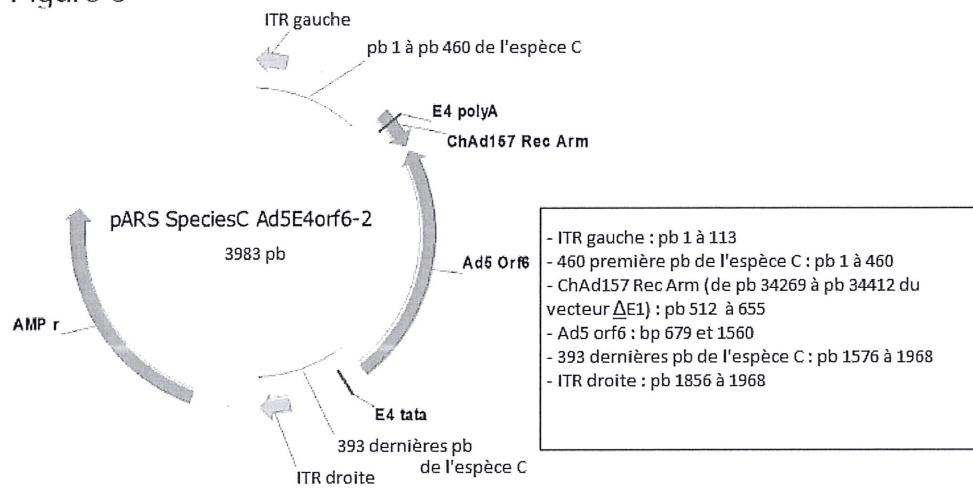 ITR gauche
pb 1 à pb 460 de l'espèce C
E4 polyA
ChAd157 Rec Arm
pARS SpeciesC Ad5E4orf6-2
3983 pb
Ad5 Orf6
AMP r
E4 tata
393 dernières pb
de l'espèce C
ITR droite
- ITR gauche : pb 1 à 113
- 460 première pb de l'espèce C : pb 1 à 460
- ChAd157 Rec Arm (de pb 34269 à pb 34412 du
vecteur ΔE1) : pb 512 à 655
- Ad5 orf6 : bp 679 et 1560
- 393 dernières pb de l'espèce C : pb 1576 à 1968
- ITR droite : pb 1856 à 1968